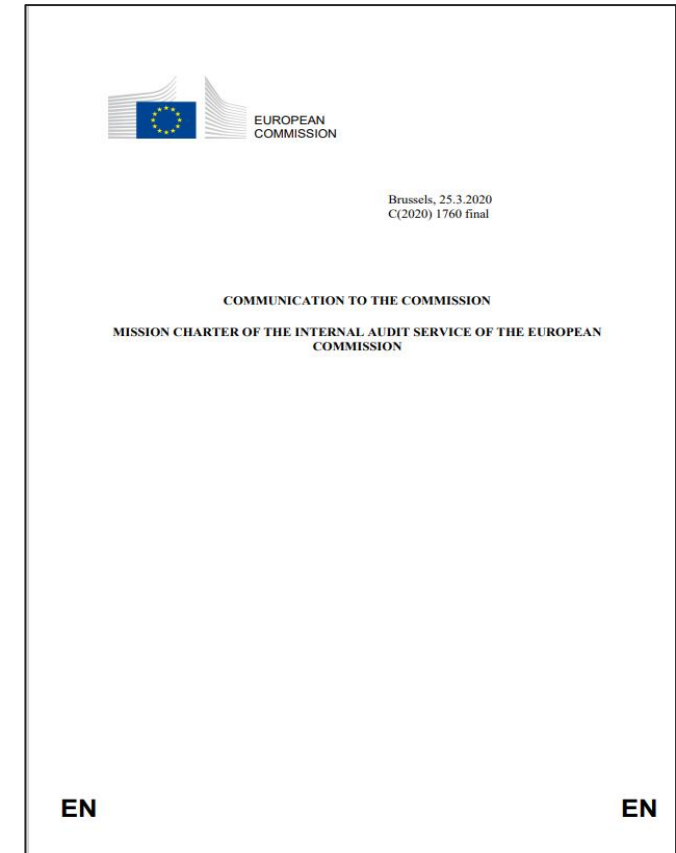 EUROPEAN
COMMISSION
Brussels, 25.3.2020
C(2020) 1760 final
COMMUNICATION TO THE COMMISSION
MISSION CHARTER OF THE INTERNAL AUDIT SERVICE OF THE EUROPEAN
COMMISSION
EN
EN